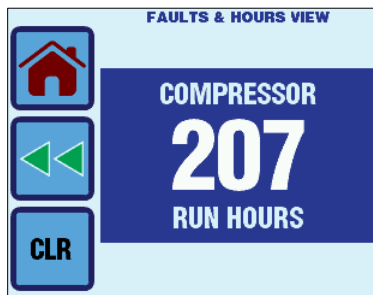 FAULTS & HOURS VIEW
COMPRESSOR
207
RUN HOURS
CLR